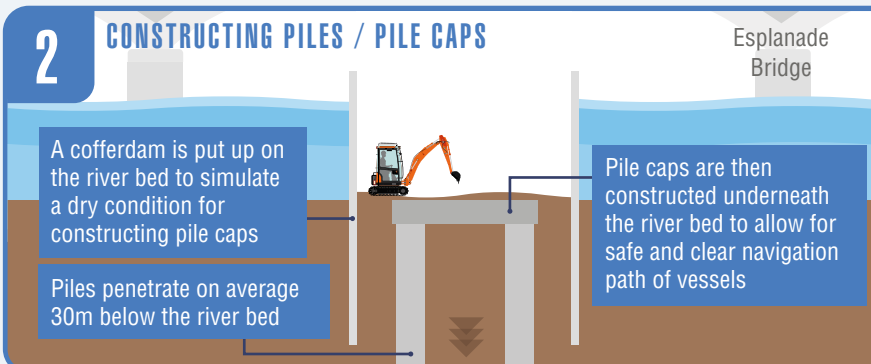 2
CONSTRUCTING PILES / PILE CAPS
Esplanade
Bridge
A cofferdam is put up on
the river bed to simulate
a dry condition for
constructing pile caps
Piles penetrate on average
30m below the river bed
Pile caps are then
constructed underneath
the river bed to allow for
safe and clear navigation
path of vessels